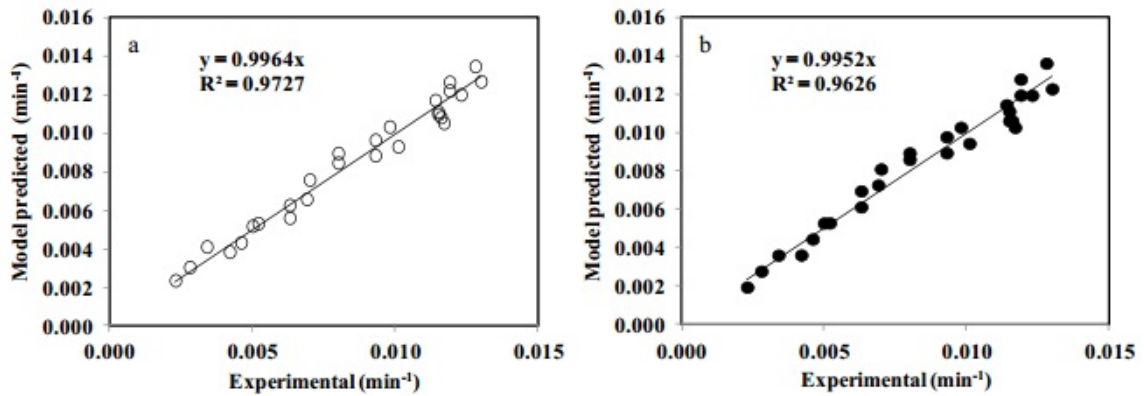 a
y = 0.9964x
R² = 0.9727
Model predicted (min⁻¹)
0.016
0.014
0.012
0.010
0.008
0.006
0.004
0.002
0.000
0.000 0.005 0.010 0.015
Experimental (min⁻¹)
b
y = 0.9952x
R² = 0.9626
Model predicted (min⁻¹)
0.016
0.014
0.012
0.010
0.008
0.006
0.004
0.002
0.000
0.000 0.005 0.010 0.015
Experimental (min⁻¹)